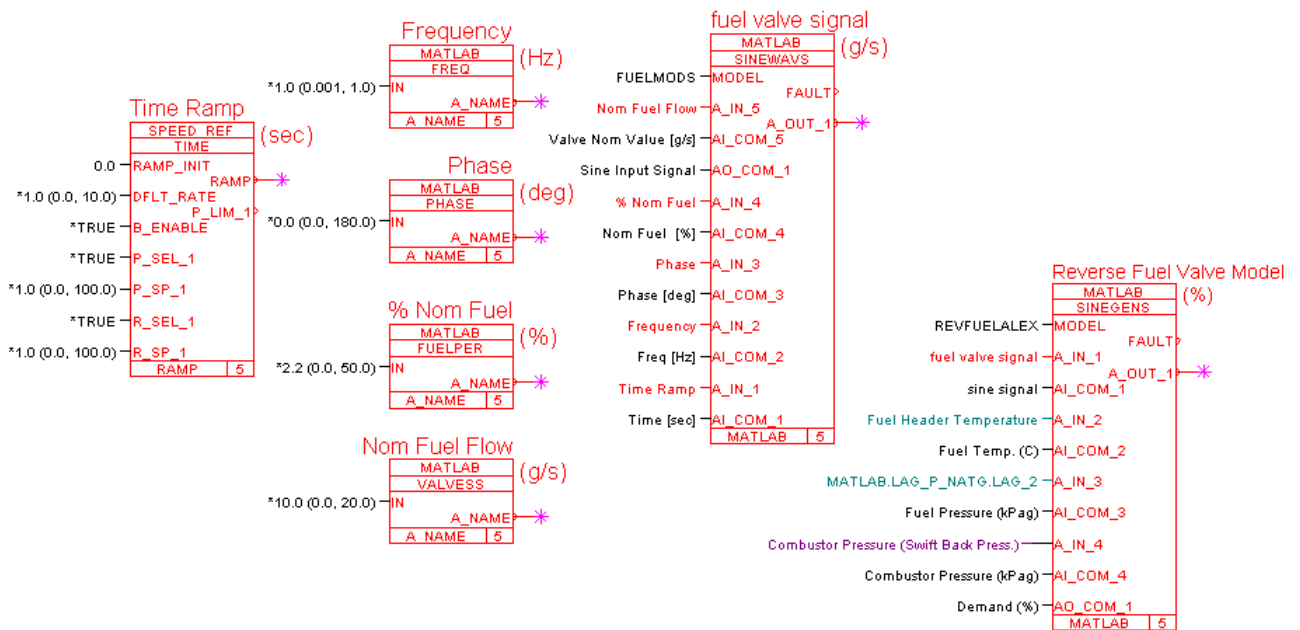 Time Ramp
SPEED_REF
(sec)
TIME
0.0 RAMP_INIT
RAMP
*1.0 (0.0, 10.0) DFLT_RATE
P_LIM_1
*TRUE B_ENABLE
*TRUE P_SEL_1
*1.0 (0.0, 100.0) P_SP_1
*TRUE R_SEL_1
*1.0 (0.0, 100.0) R_SP_1
RAMP 5
Frequency
MATLAB
(Hz)
FREQ
*1.0 (0.001, 1.0) IN
A_NAME
A_NAME 5
Phase
MATLAB
(deg)
PHASE
*0.0 (0.0, 180.0) IN
A_NAME
A_NAME 5
% Nom Fuel
MATLAB
(%)
FUELPER
*2.2 (0.0, 50.0) IN
A_NAME
A_NAME 5
Nom Fuel Flow
MATLAB
(g/s)
VALVESS
*10.0 (0.0, 20.0) IN
A_NAME
A_NAME 5
fuel valve signal
MATLAB
(g/s)
SINEWAVS
FUELMODS MODEL
FAULT
Nom Fuel Flow A_IN_5
A_OUT_1
Valve Nom Value [g/s] AI_COM_5
Sine Input Signal AO_COM_1
% Nom Fuel A_IN_4
Nom Fuel [%] AI_COM_4
Phase A_IN_3
Phase [deg] AI_COM_3
Frequency A_IN_2
Freq [Hz] AI_COM_2
Time Ramp A_IN_1
Time [sec] AI_COM_1
MATLAB 5
Reverse Fuel Valve Model
MATLAB
(%)
SINEGENS
REVFUELALEX MODEL
FAULT
fuel valve signal A_IN_1
A_OUT_1
sine signal AI_COM_1
Fuel Header Temperature A_IN_2
Fuel Temp. (C) AI_COM_2
MATLAB.LAG_P_NATG.LAG_2 A_IN_3
Fuel Pressure (kPag) AI_COM_3
Combustor Pressure (Swift Back Press.) A_IN_4
Combustor Pressure (kPag) AI_COM_4
Demand (%) AO_COM_1
MATLAB 5